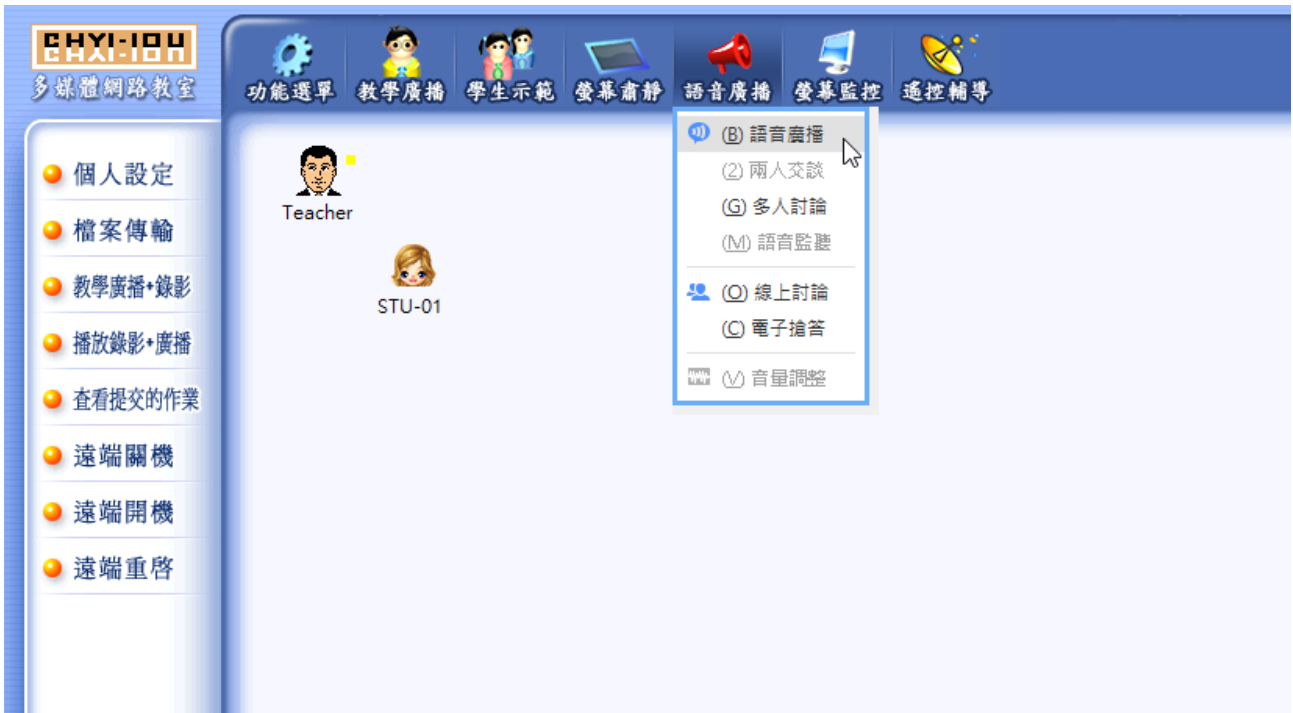 CHYI-IOH
多媒體網路教室
功能選單
教學廣播
學生示範
螢幕肅靜
語音廣播
螢幕監控
遙控輔導
個人設定
檔案傳輸
教學廣播+錄影
播放錄影+廣播
查看提交的作業
遠端關機
遠端開機
遠端重啓
Teacher
STU-01
(B) 語音廣播
(2) 兩人交談
(G) 多人討論
(M) 語音監聽
(O) 線上討論
(C) 電子搶答
(V) 音量調整